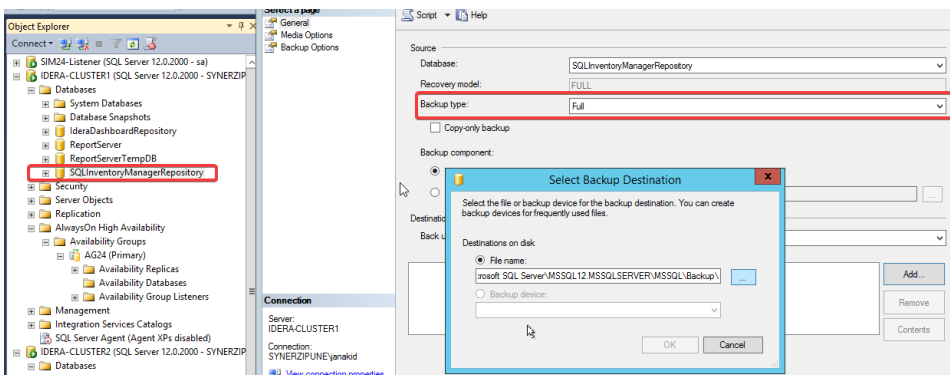 Object Explorer
Connect
SIM24-Listener (SQL Server 12.0.2000 - sa)
IDERA-CLUSTER1 (SQL Server 12.0.2000 - SYNERZIP
Databases
System Databases
Database Snapshots
IderaDashboardRepository
ReportServer
ReportServerTempDB
SQLInventoryManagerRepository
Security
Server Objects
Replication
AlwaysOn High Availability
Availability Groups
AG24 (Primary)
Availability Replicas
Availability Databases
Availability Group Listeners
Management
Integration Services Catalogs
SQL Server Agent (Agent XPs disabled)
IDERA-CLUSTER2 (SQL Server 12.0.2000 - SYNERZIP
Databases
Select a page
General
Media Options
Backup Options
Connection
Server:
IDERA-CLUSTER1
Connection:
SYNERZIPUNE\janakid
View connection properties
Script Help
Source
Database: SQLInventoryManagerRepository
Recovery model: FULL
Backup type: Full
Copy-only backup
Backup component:
Destinatio
Back u
Add...
Remove
Contents
Select Backup Destination
x
Select the file or backup device for the backup destination. You can create
backup devices for frequently used files.
Destinations on disk
File name:
rosoft SQL Server\MSSQL12.MSSQLSERVER\MSSQL\Backup\ ...
Backup device:
OK Cancel